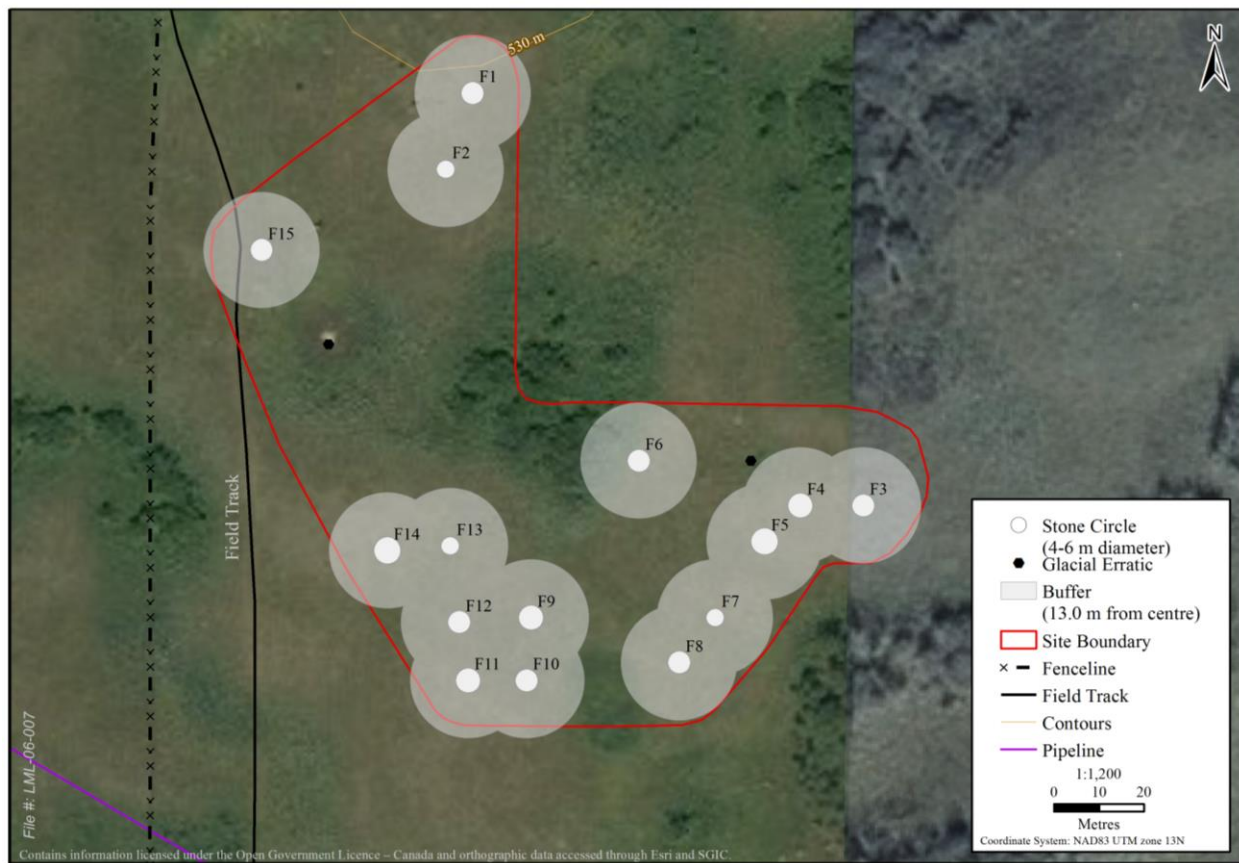 530 m
N
F1
F2
F15
F6
F4
F3
F5
F14
F13
F12
F9
F7
F8
F11
F10
Field Track
File #: LML-06-007
Stone Circle
(4-6 m diameter)
Glacial Erratic
Buffer
(13.0 m from centre)
Site Boundary
Fenceline
Field Track
Contours
Pipeline
1:1,200
0 10 20
Metres
Coordinate System: NAD83 UTM zone 13N
Contains information licensed under the Open Government Licence – Canada and orthographic data accessed through Esri and SGIC.